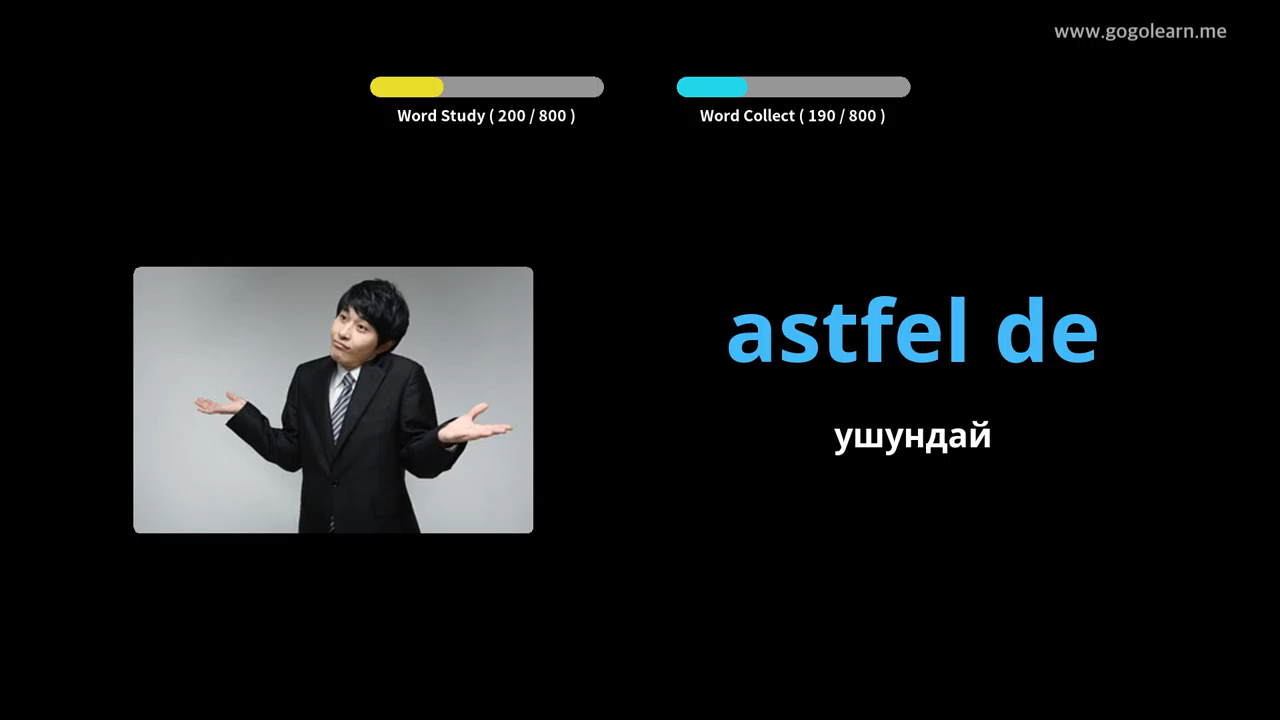 www.gogolearn.me
Word Study ( 200 / 800 )
Word Collect ( 190 / 800 )
astfel de
ушундай